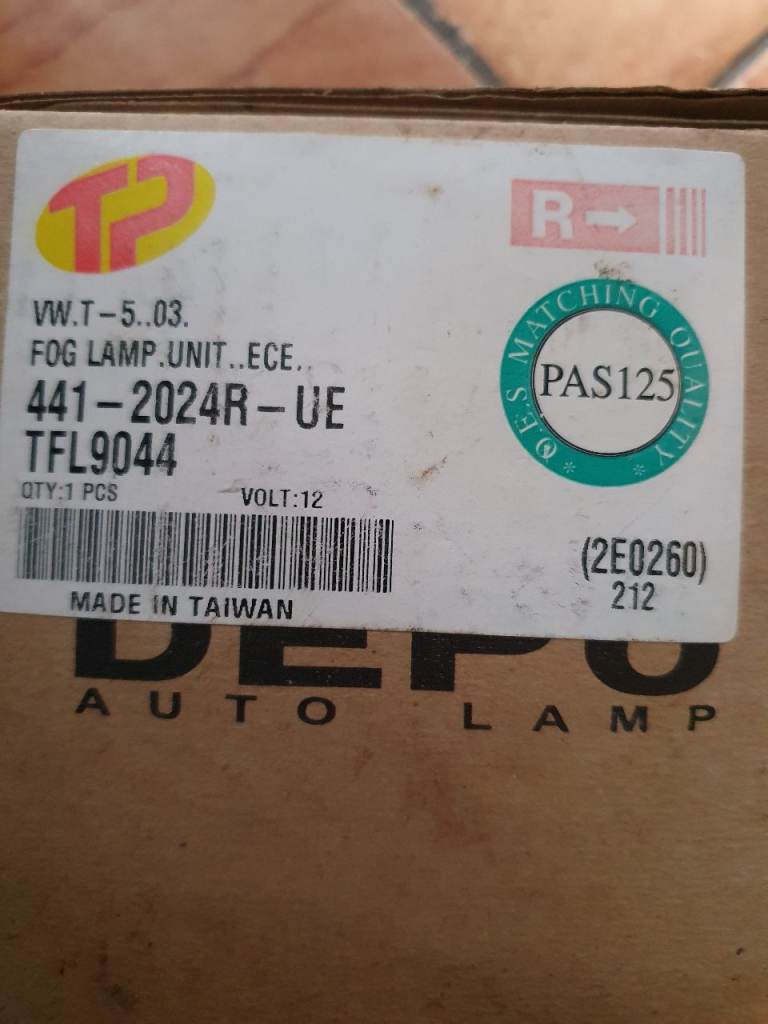 TP
R→
VW.T-5..03.
FOG LAMP.UNIT..ECE.
441-2024R-UE
TFL9044
QTY:1 PCS
VOLT:12
O.E.S MATCHING QUALITY
PAS125
(2E0260)
212
MADE IN TAIWAN
DEPO
AUTO LAMP